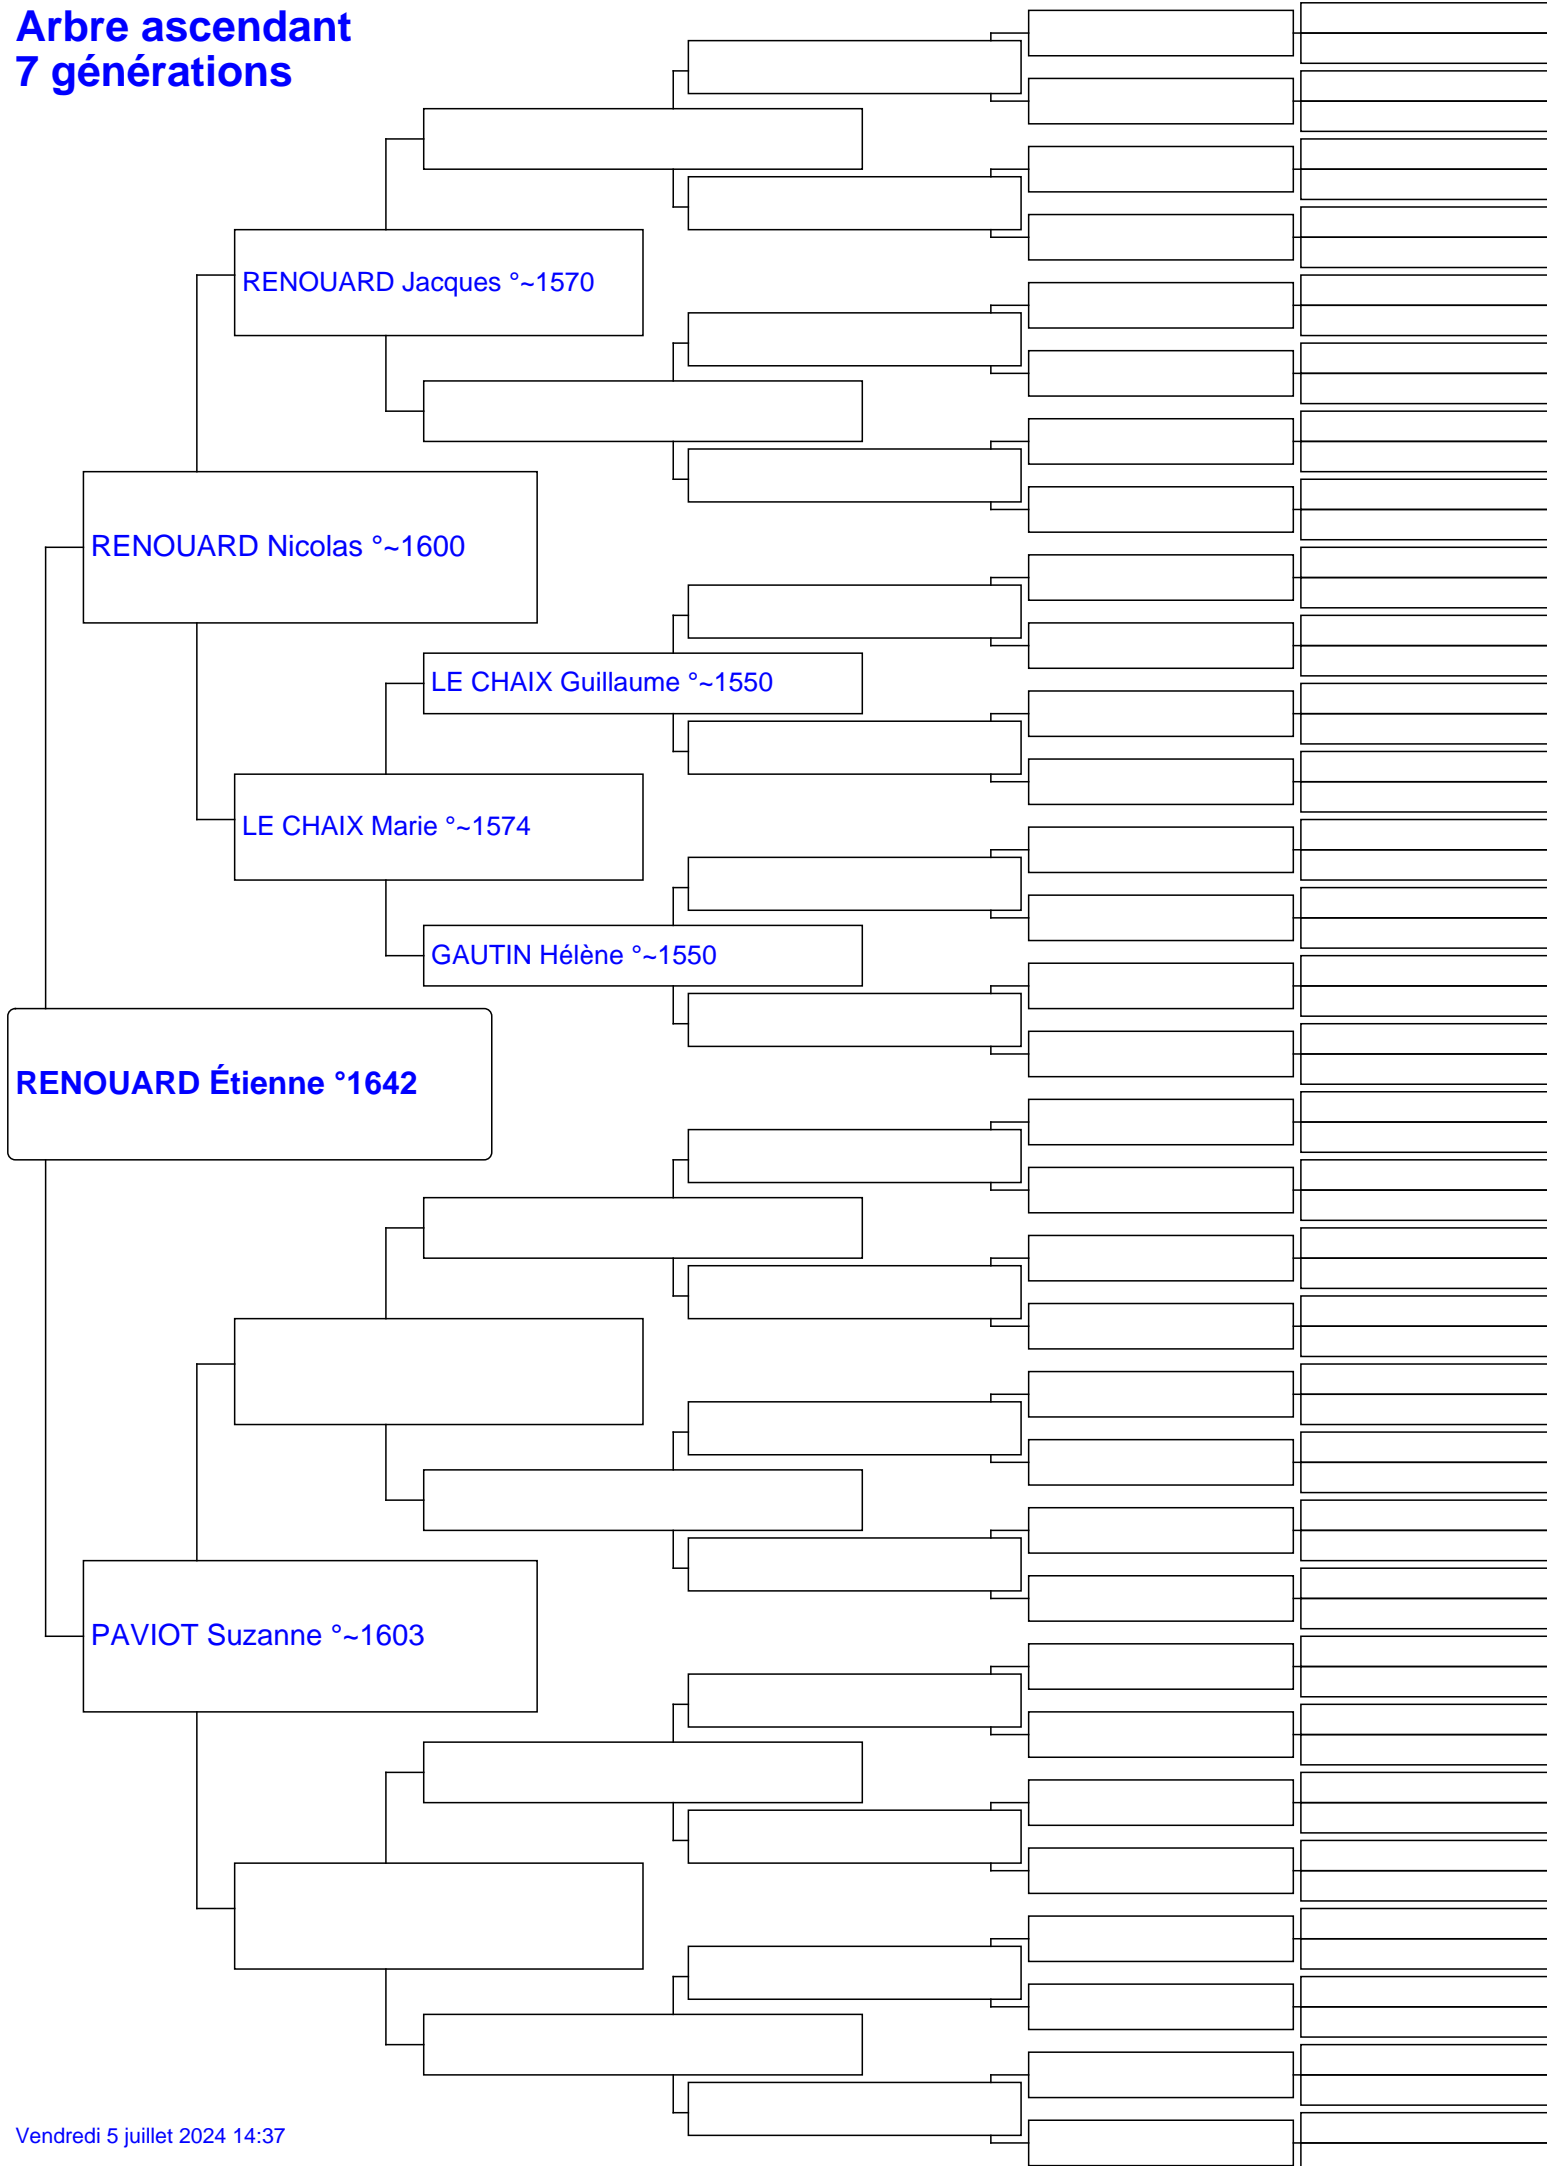 Arbre ascendant
7 générations
RENOUARD Jacques °~1570
RENOUARD Nicolas °~1600
LE CHAIX Guillaume °~1550
LE CHAIX Marie °~1574
GAUTIN Hélène °~1550
RENOUARD Étienne °1642
PAVIOT Suzanne °~1603
Vendredi 5 juillet 2024 14:37